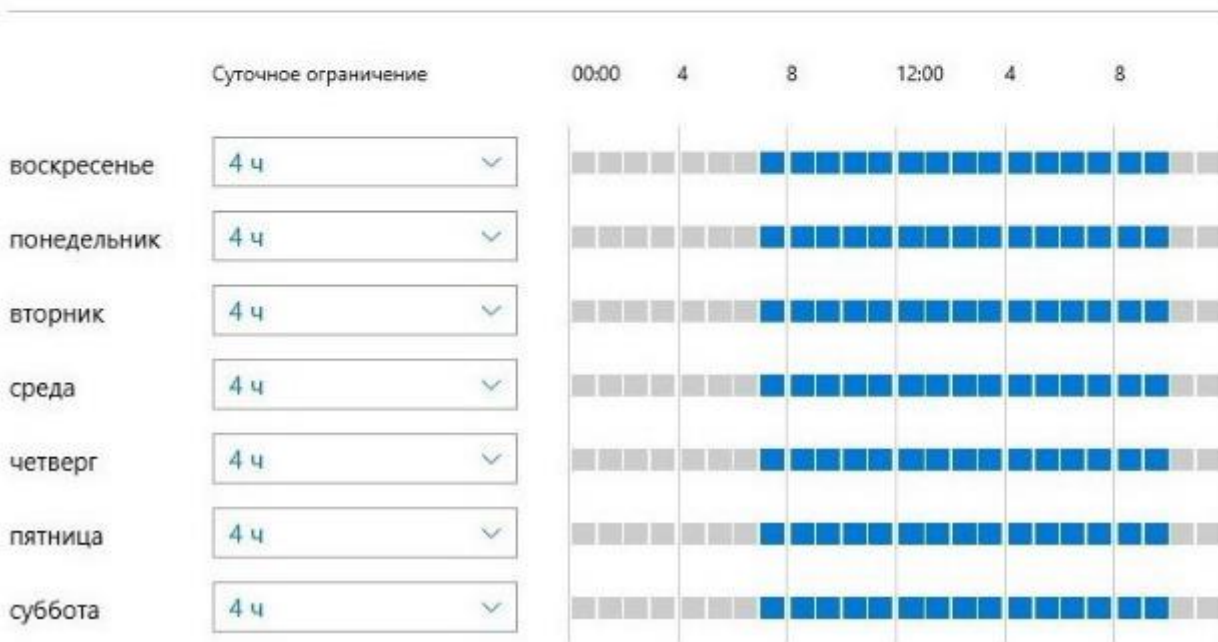 Суточное ограничение 00:00 4 8 12:00 4 8
воскресенье 4 ч
понедельник 4 ч
вторник 4 ч
среда 4 ч
четверг 4 ч
пятница 4 ч
суббота 4 ч